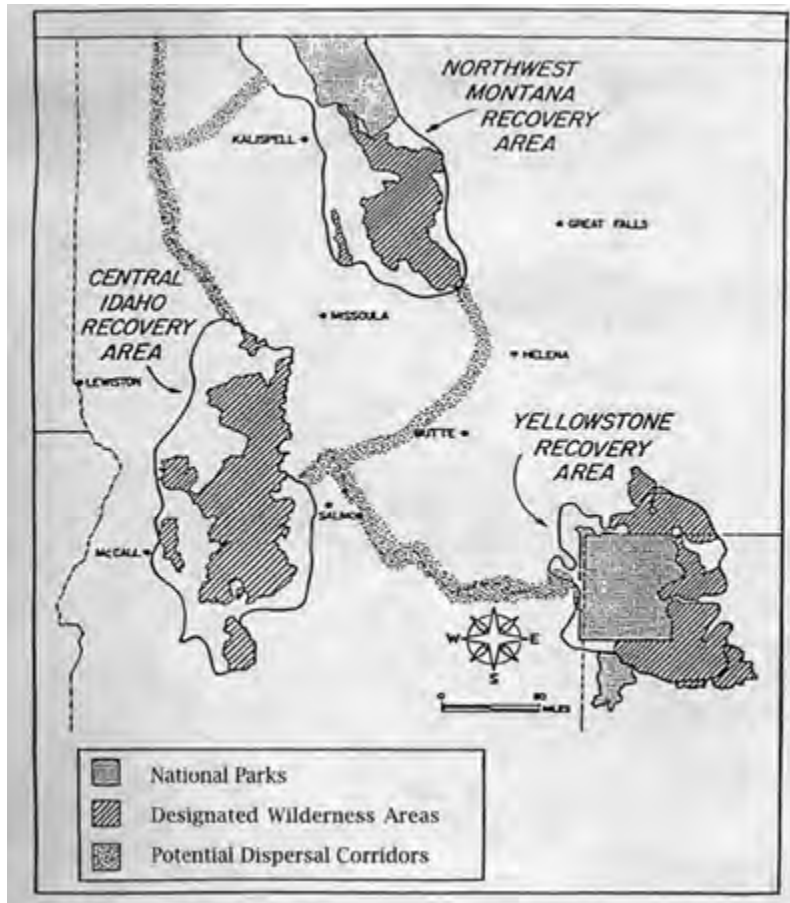 NORTHWEST
MONTANA
RECOVERY
AREA
KALISPELL
GREAT FALLS
CENTRAL
IDAHO
RECOVERY
AREA
MISSOULA
HELENA
LEWISTON
BUTTE
YELLOWSTONE
RECOVERY
AREA
SALMON
McCALL
W E
S
0
MILES
National Parks
Designated Wilderness Areas
Potential Dispersal Corridors